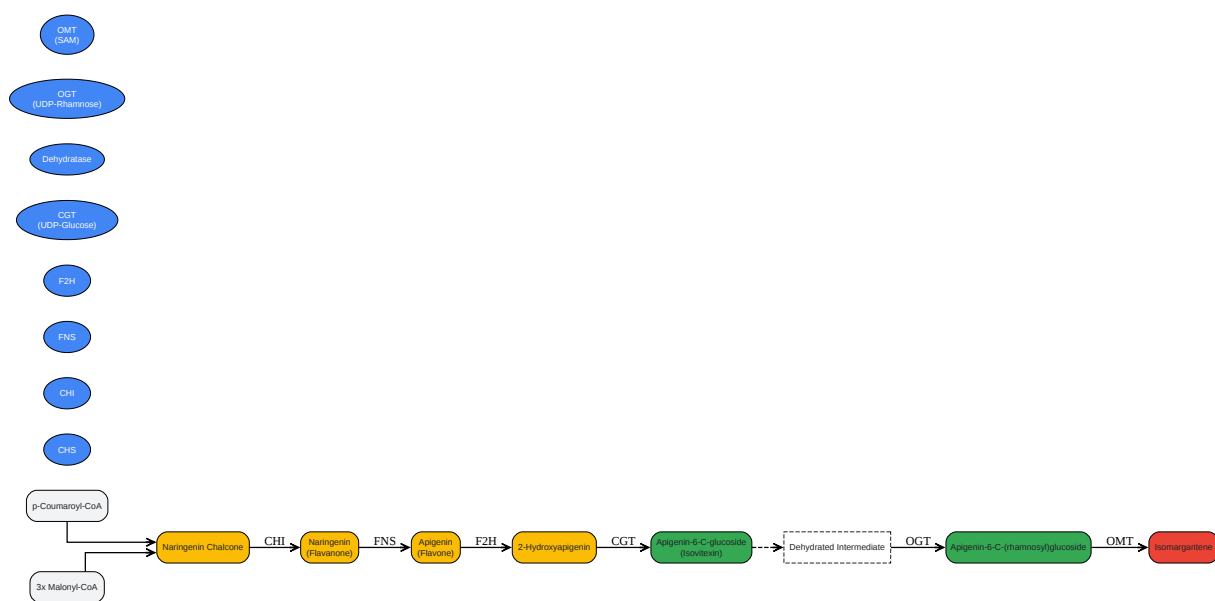 OMT
(SAM)
OGT
(UDP-Rhamnose)
Dehydratase
CGT
(UDP-Glucose)
F2H
FNS
CHI
CHS
p-Coumaroyl-CoA
3x Malonyl-CoA
Naringenin Chalcone
CHI
Naringenin
(Flavanone)
FNS
Apigenin
(Flavone)
F2H
2-Hydroxyapigenin
CGT
Apigenin-6-C-glucoside
(Isovitexin)
Dehydrated Intermediate
OGT
Apigenin-6-C-(rhamnosyl)glucoside
OMT
Isomargaritene